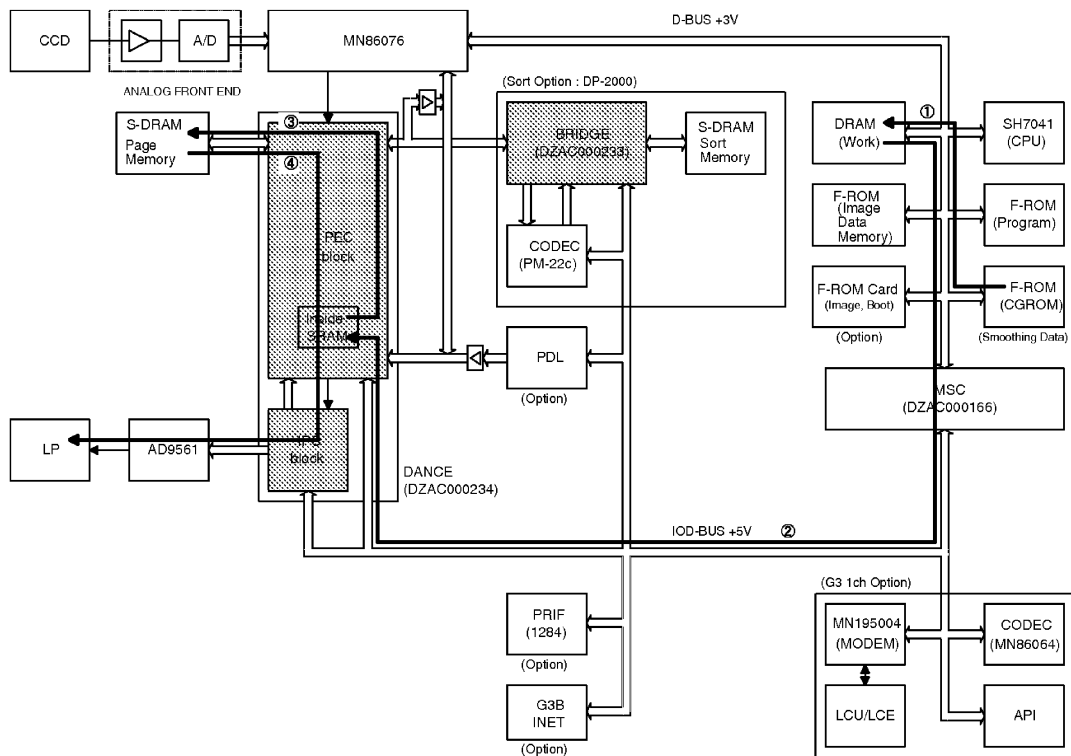 D-BUS +3V
CCD
A/D
MN86076
ANALOG FRONT END
(Sort Option : DP-2000)
S-DRAM
Page
Memory
③
④
BRIDGE
(DZAC000233)
S-DRAM
Sort
Memory
DRAM
(Work)
①
SH7041
(CPU)
F-ROM
(Image
Data
Memory)
F-ROM
(Program)
PEC
block
CODEC
(PM-22c)
F-ROM Card
(Image, Boot)
(Option)
F-ROM
(CGROM)
(Smoothing Data)
Inside
SRAM
PDL
(Option)
MSC
(DZAC000166)
LP
AD9561
block
DANCE
(DZAC000234)
IOD-BUS +5V
②
(G3 1ch Option)
PRIF
(1284)
(Option)
MN195004
(MODEM)
CODEC
(MN86064)
G3B
INET
(Option)
LCU/LCE
API